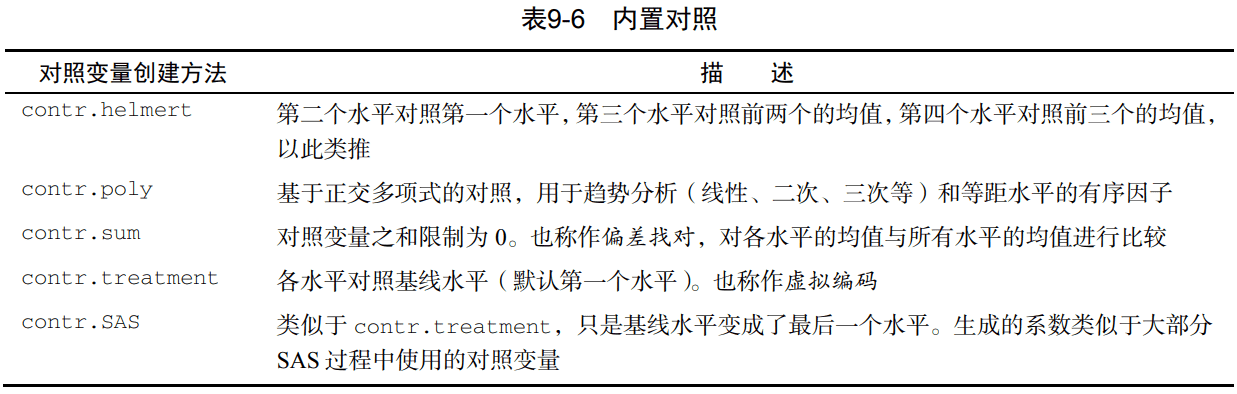 表9-6 内置对照
对照变量创建方法 描 述
contr.helmert 第二个水平对照第一个水平，第三个水平对照前两个的均值，第四个水平对照前三个的均值，
以此类推
contr.poly 基于正交多项式的对照，用于趋势分析（线性、二次、三次等）和等距水平的有序因子
contr.sum 对照变量之和限制为 0。也称作偏差找对，对各水平的均值与所有水平的均值进行比较
contr.treatment 各水平对照基线水平（默认第一个水平）。也称作虚拟编码
contr.SAS 类似于 contr.treatment，只是基线水平变成了最后一个水平。生成的系数类似于大部分
SAS 过程中使用的对照变量